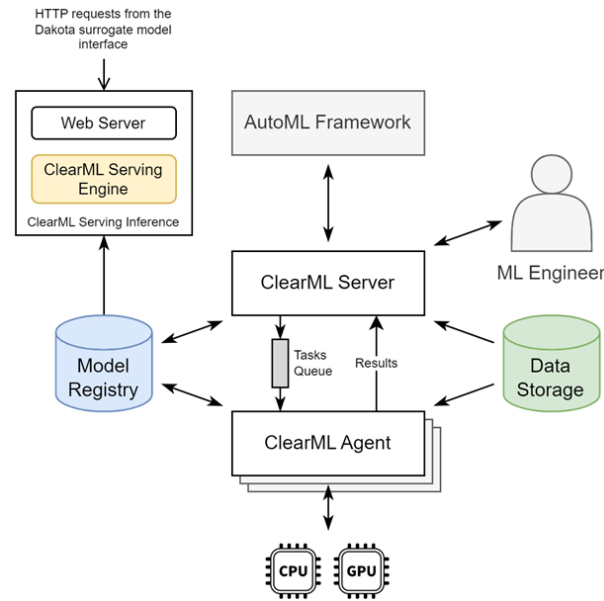 HTTP requests from the
Dakota surrogate model
interface
Web Server
ClearML Serving
Engine
ClearML Serving Inference
AutoML Framework
ML Engineer
ClearML Server
Model
Registry
Tasks
Queue
Results
Data
Storage
ClearML Agent
CPU
GPU